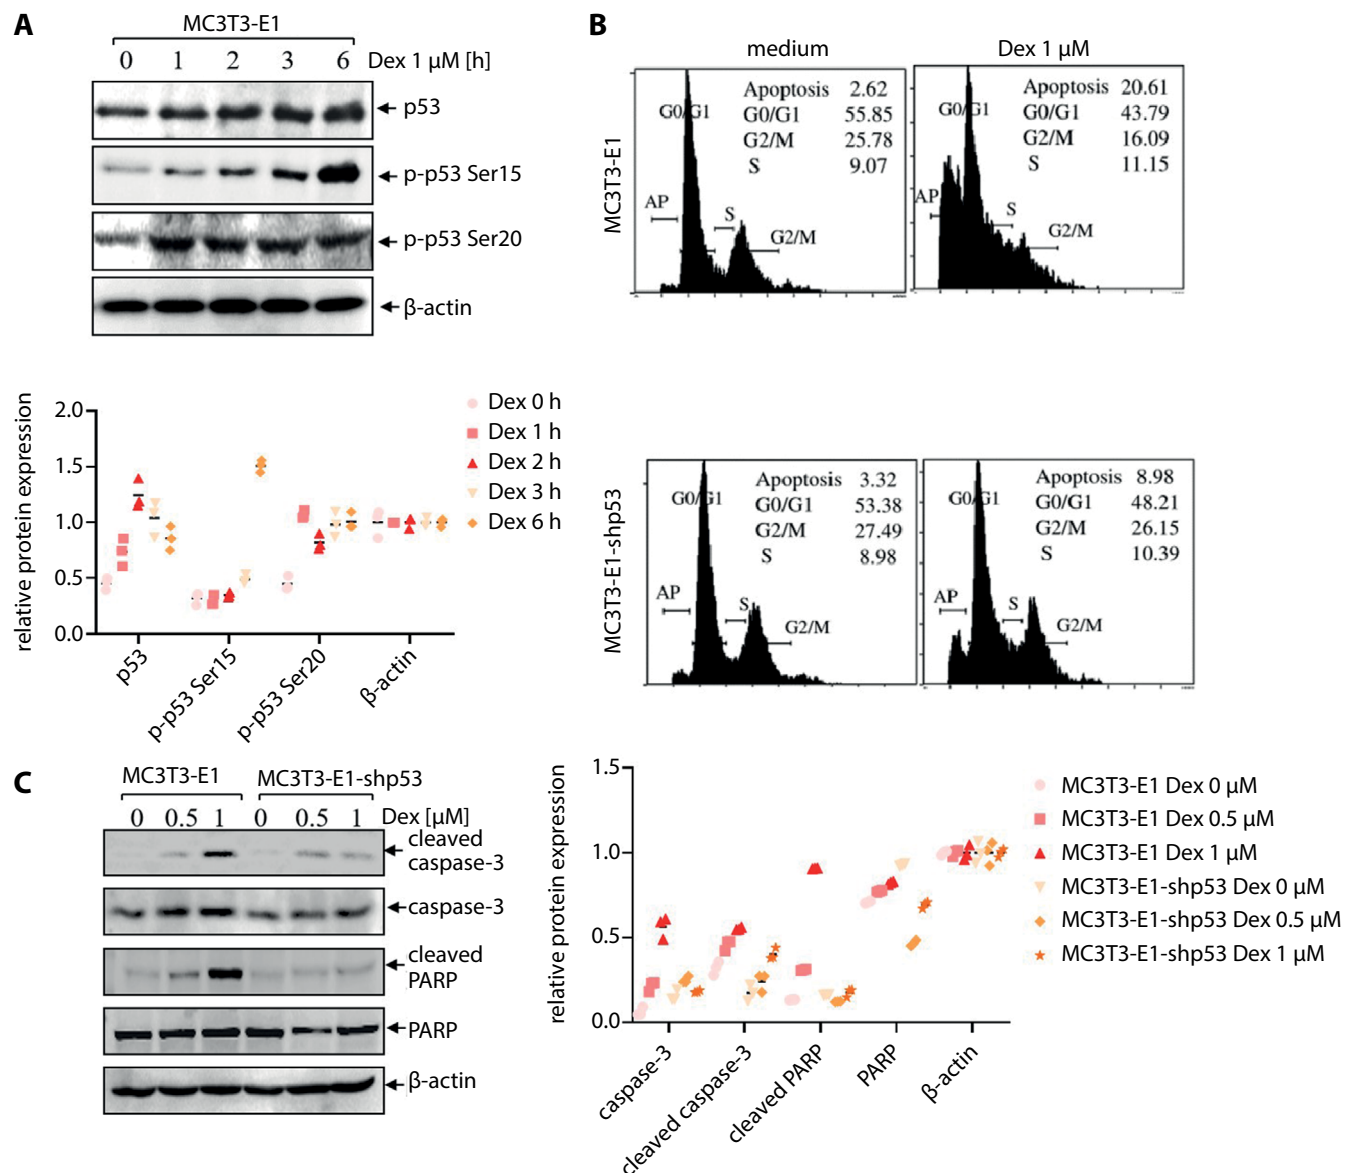 A
MC3T3-E1
0 1 2 3 6 Dex 1 µM [h]
p53
p-p53 Ser15
p-p53 Ser20
β-actin
relative protein expression
2.0
1.5
1.0
0.5
0.0
p53
p-p53 Ser15
p-p53 Ser20
β-actin
Dex 0 h
Dex 1 h
Dex 2 h
Dex 3 h
Dex 6 h
B
medium
Dex 1 µM
MC3T3-E1
Apoptosis 2.62
G0/G1 55.85
G2/M 25.78
S 9.07
G0/G1
AP
S
G2/M
Apoptosis 20.61
G0/G1 43.79
G2/M 16.09
S 11.15
G0/G1
AP
S
G2/M
MC3T3-E1-shp53
Apoptosis 3.32
G0/G1 53.38
G2/M 27.49
S 8.98
G0/G1
AP
S
G2/M
Apoptosis 8.98
G0/G1 48.21
G2/M 26.15
S 10.39
G0/G1
AP
S
G2/M
C
MC3T3-E1 MC3T3-E1-shp53
0 0.5 1 0 0.5 1 Dex [µM]
cleaved
caspase-3
caspase-3
cleaved
PARP
PARP
β-actin
relative protein expression
1.5
1.0
0.5
0.0
caspase-3
cleaved caspase-3
cleaved PARP
PARP
β-actin
MC3T3-E1 Dex 0 µM
MC3T3-E1 Dex 0.5 µM
MC3T3-E1 Dex 1 µM
MC3T3-E1-shp53 Dex 0 µM
MC3T3-E1-shp53 Dex 0.5 µM
MC3T3-E1-shp53 Dex 1 µM